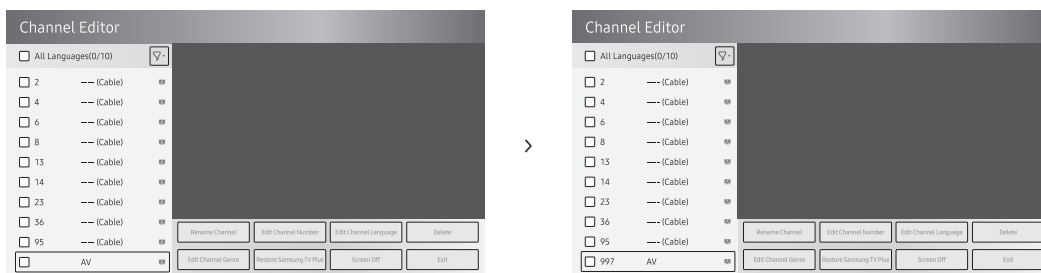 Channel Editor
All Languages(0/10)
2 -- (Cable)
4 -- (Cable)
6 -- (Cable)
8 -- (Cable)
13 -- (Cable)
14 -- (Cable)
23 -- (Cable)
36 -- (Cable)
95 -- (Cable)
AV
Rename Channel Edit Channel Number Edit Channel Language Delete
Edit Channel Genre Restore Samsung TV Plus Screen Off Exit
>
Channel Editor
All Languages(0/10)
2 -- (Cable)
4 -- (Cable)
6 -- (Cable)
8 -- (Cable)
13 -- (Cable)
14 -- (Cable)
23 -- (Cable)
36 -- (Cable)
95 -- (Cable)
997 AV
Rename Channel Edit Channel Number Edit Channel Language Delete
Edit Channel Genre Restore Samsung TV Plus Screen Off Exit